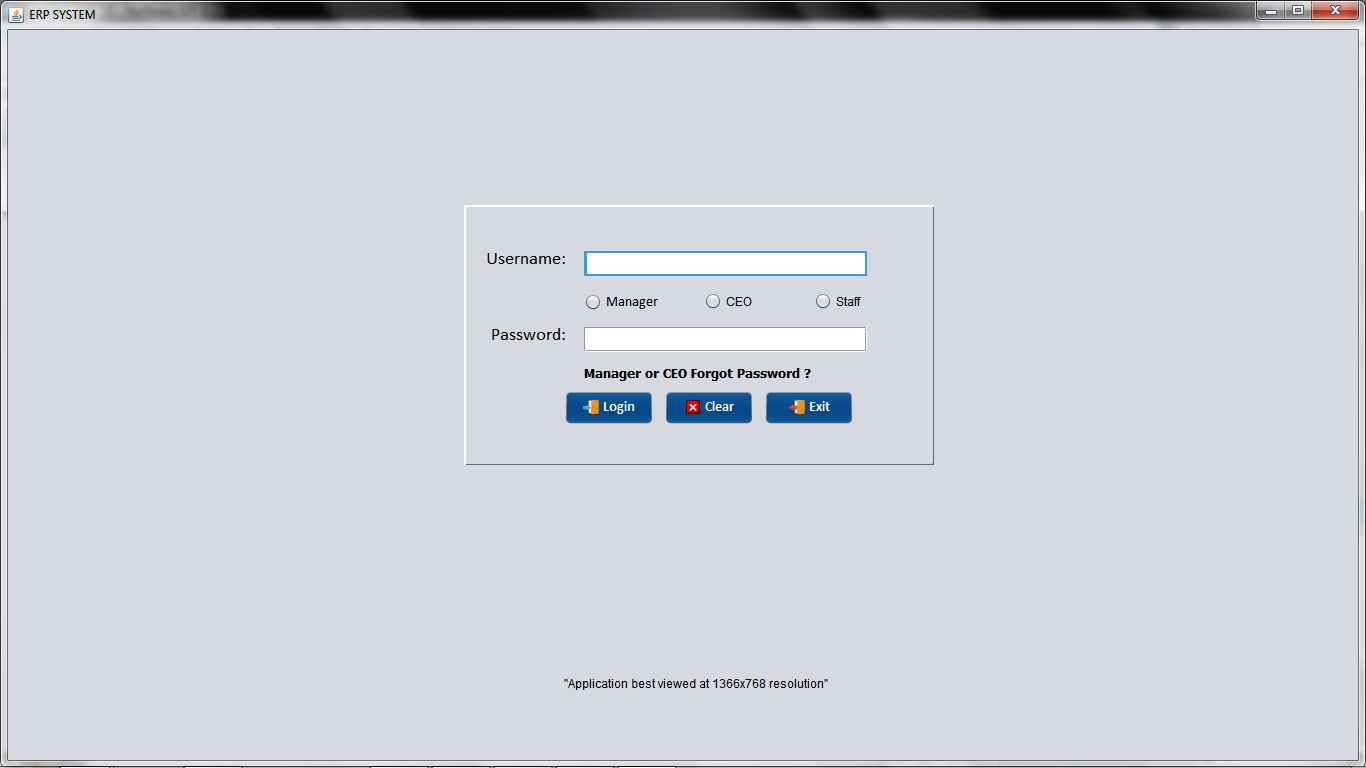 ERP SYSTEM
Username:
Manager CEO Staff
Password:
Manager or CEO Forgot Password ?
Login Clear Exit
"Application best viewed at 1366x768 resolution"